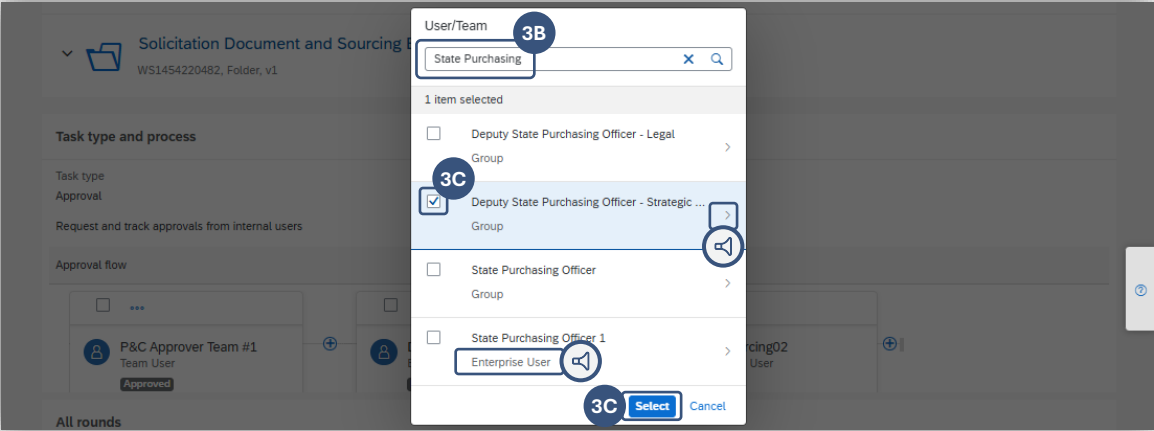 User/Team
3B
State Purchasing
1 item selected
Deputy State Purchasing Officer - Legal
Group
3C
Deputy State Purchasing Officer - Strategic ...
Group
State Purchasing Officer
Group
State Purchasing Officer 1
Enterprise User
3C
Select
Cancel
Solicitation Document and Sourcing
WS1454220482, Folder, v1
Task type and process
Task type
Approval
Request and track approvals from internal users
Approval flow
P&C Approver Team #1
Team User
Approved
rcing02
User
All rounds